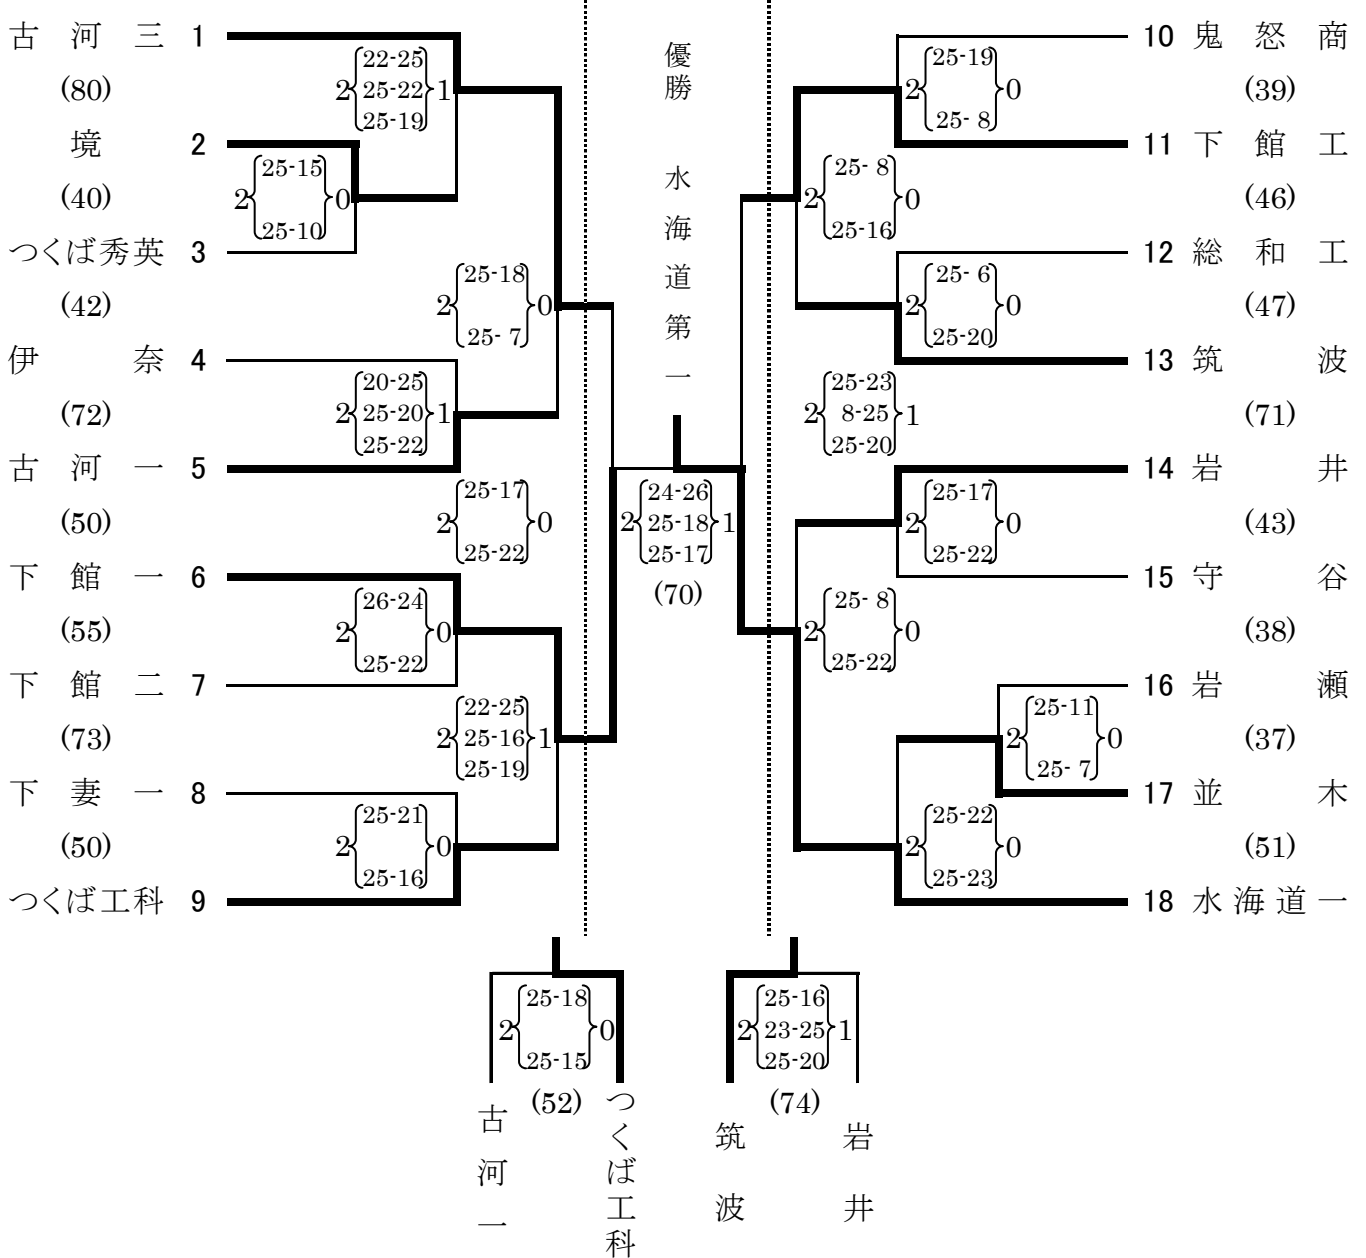 古河三 1
(80)
境 2
(40)
つくば秀英 3
(42)
伊奈 4
(72)
古河一 5
(50)
下館一 6
(55)
下館二 7
(73)
下妻一 8
(50)
つくば工科 9
2 22-25 25-22 25-19 1
2 25-15 25-10 0
2 25-18 25- 7 0
2 20-25 25-20 25-22 1
2 25-17 25-22 0
2 26-24 25-22 0
2 22-25 25-16 25-19 1
2 25-21 25-16 0
優勝 水海道第一
2 24-26 25-18 25-17 1
(70)
2 25-19 25- 8 0
2 25- 8 25-16 0
2 25- 6 25-20 0
2 25-23 8-25 25-20 1
2 25-17 25-22 0
2 25- 8 25-22 0
2 25-11 25- 7 0
2 25-22 25-23 0
10 鬼怒商
(39)
11 下館工
(46)
12 総和工
(47)
13 筑波
(71)
14 岩井
(43)
15 守谷
(38)
16 岩瀬
(37)
17 並木
(51)
18 水海道一
2 25-18 25-15 0
(52)
古河一
つくば工科
2 25-16 23-25 25-20 1
(74)
筑波
岩井